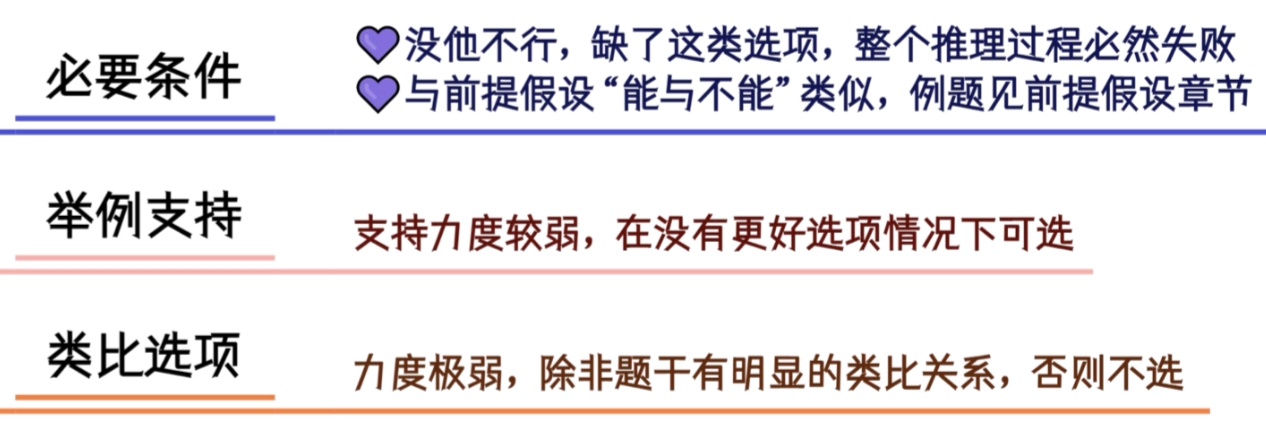 必要条件
💜没他不行，缺了这类选项，整个推理过程必然失败
💜与前提假设“能与不能”类似，例题见前提假设章节
举例支持
支持力度较弱，在没有更好选项情况下可选
类比选项
力度极弱，除非题干有明显的类比关系，否则不选